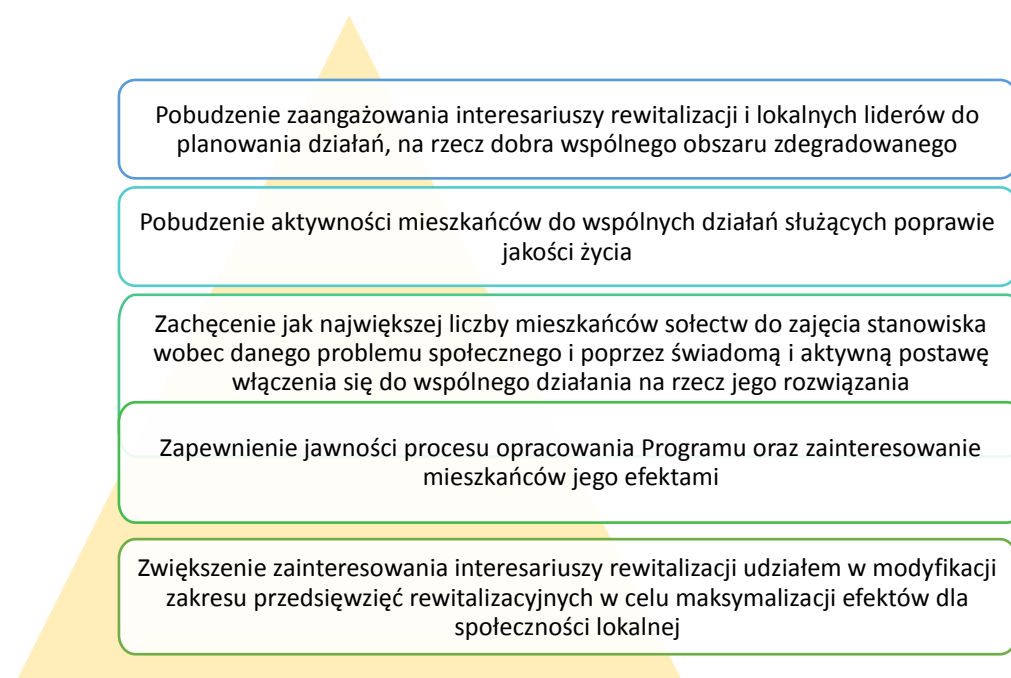 Pobudzenie zaangażowania interesariuszy rewitalizacji i lokalnych liderów do
planowania działań, na rzecz dobra wspólnego obszaru zdegradowanego
Pobudzenie aktywności mieszkańców do wspólnych działań służących poprawie
jakości życia
Zachęcenie jak największej liczby mieszkańców sołectw do zajęcia stanowiska
wobec danego problemu społecznego i poprzez świadomą i aktywną postawę
włączenia się do wspólnego działania na rzecz jego rozwiązania
Zapewnienie jawności procesu opracowania Programu oraz zainteresowanie
mieszkańców jego efektami
Zwiększenie zainteresowania interesariuszy rewitalizacji udziałem w modyfikacji
zakresu przedsięwzięć rewitalizacyjnych w celu maksymalizacji efektów dla
społeczności lokalnej